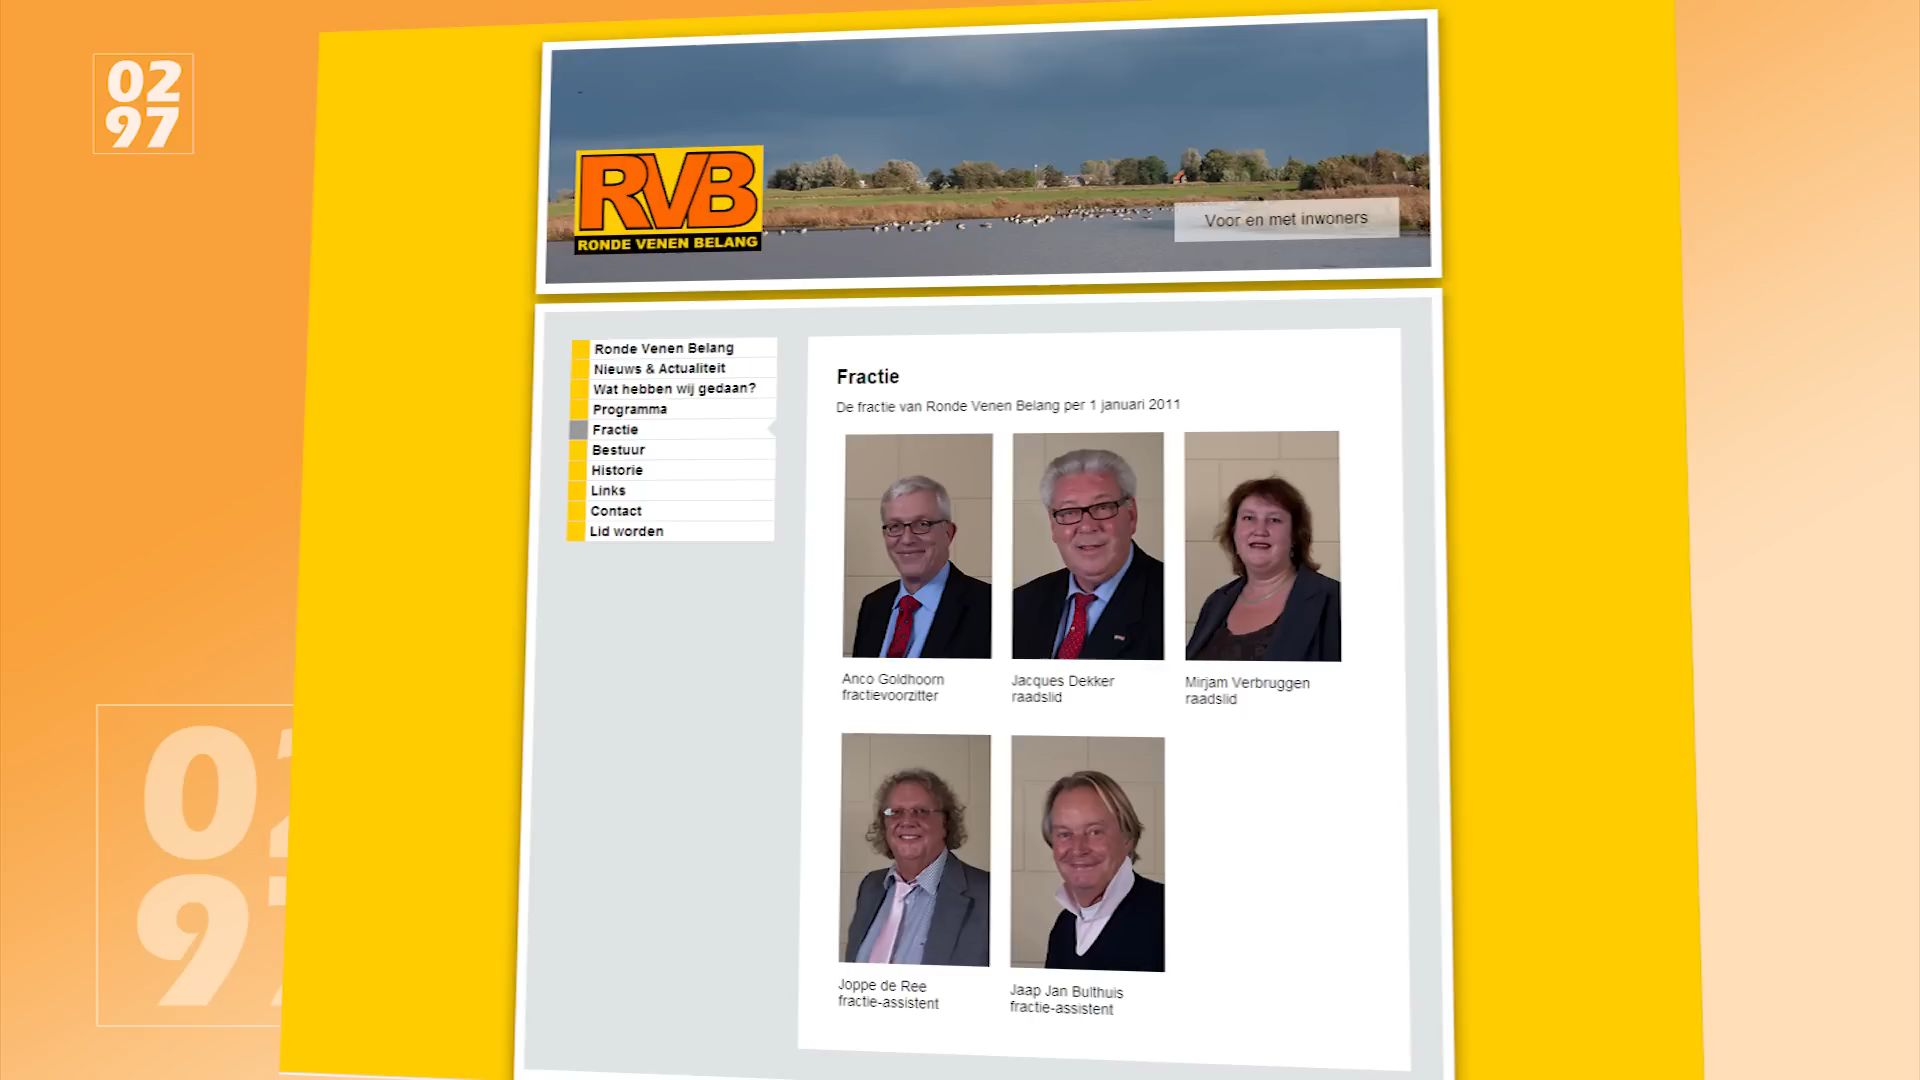 02
97
RVB
RONDE VENEN BELANG
Voor en met inwoners
Ronde Venen Belang
Nieuws & Actualiteit
Wat hebben wij gedaan?
Programma
Fractie
Bestuur
Historie
Links
Contact
Lid worden
Fractie
De fractie van Ronde Venen Belang per 1 januari 2011
Anco Goldhoorn
fractievoorzitter
Jacques Dekker
raadslid
Mirjam Verbruggen
raadslid
Joppe de Ree
fractie-assistent
Jaap Jan Bulthuis
fractie-assistent
02
97